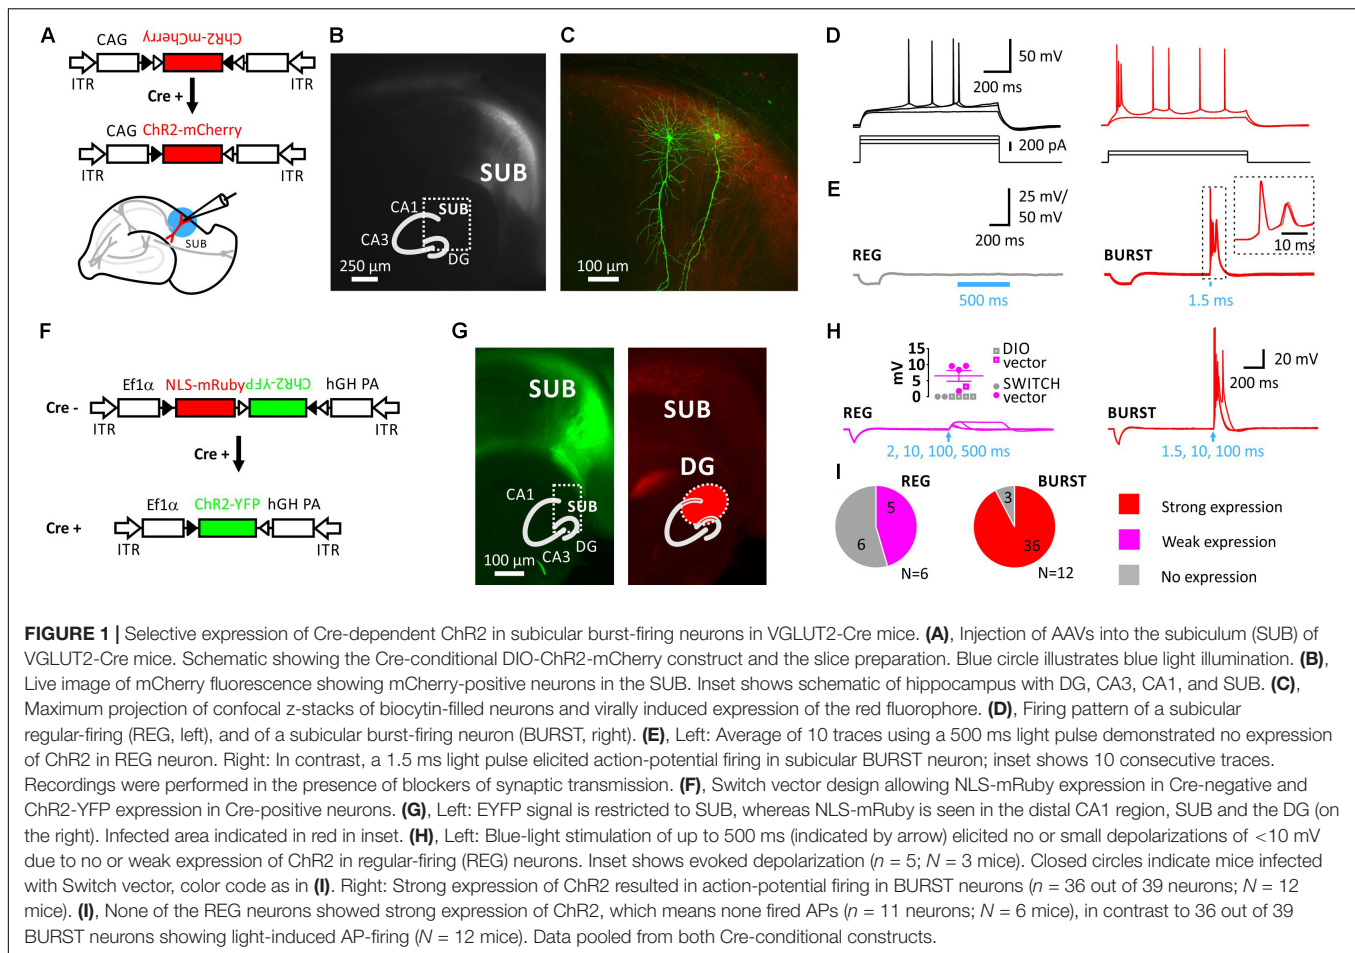 A
CAG
ChR2-mCherry
ITR
ITR
Cre +
CAG
ChR2-mCherry
ITR
ITR
SUB
B
SUB
CA1
SUB
CA3
DG
250 µm
C
100 µm
D
50 mV
200 ms
200 pA
E
25 mV/
50 mV
200 ms
REG
500 ms
BURST
1.5 ms
10 ms
F
Ef1α
NLS-mRuby
ChR2-YFP
hGH PA
Cre -
ITR
ITR
Cre +
Ef1α
ChR2-YFP
hGH PA
Cre +
ITR
ITR
G
SUB
CA1
SUB
CA3
DG
100 µm
SUB
DG
H
15
10
5
0
mV
DIO
vector
SWITCH
vector
REG
2, 10, 100, 500 ms
20 mV
200 ms
BURST
1.5, 10, 100 ms
I
REG
5
6
N=6
BURST
3
36
N=12
Strong expression
Weak expression
No expression
FIGURE 1 | Selective expression of Cre-dependent ChR2 in subicular burst-firing neurons in VGLUT2-Cre mice. (A), Injection of AAVs into the subiculum (SUB) of
VGLUT2-Cre mice. Schematic showing the Cre-conditional DIO-ChR2-mCherry construct and the slice preparation. Blue circle illustrates blue light illumination. (B),
Live image of mCherry fluorescence showing mCherry-positive neurons in the SUB. Inset shows schematic of hippocampus with DG, CA3, CA1, and SUB. (C),
Maximum projection of confocal z-stacks of biocytin-filled neurons and virally induced expression of the red fluorophore. (D), Firing pattern of a subicular
regular-firing (REG, left), and of a subicular burst-firing neuron (BURST, right). (E), Left: Average of 10 traces using a 500 ms light pulse demonstrated no expression
of ChR2 in REG neuron. Right: In contrast, a 1.5 ms light pulse elicited action-potential firing in subicular BURST neuron; inset shows 10 consecutive traces.
Recordings were performed in the presence of blockers of synaptic transmission. (F), Switch vector design allowing NLS-mRuby expression in Cre-negative and
ChR2-YFP expression in Cre-positive neurons. (G), Left: EYFP signal is restricted to SUB, whereas NLS-mRuby is seen in the distal CA1 region, SUB and the DG (on
the right). Infected area indicated in red in inset. (H), Left: Blue-light stimulation of up to 500 ms (indicated by arrow) elicited no or small depolarizations of <10 mV
due to no or weak expression of ChR2 in regular-firing (REG) neurons. Inset shows evoked depolarization (n = 5; N = 3 mice). Closed circles indicate mice infected
with Switch vector, color code as in (I). Right: Strong expression of ChR2 resulted in action-potential firing in BURST neurons (n = 36 out of 39 neurons; N = 12
mice). (I), None of the REG neurons showed strong expression of ChR2, which means none fired APs (n = 11 neurons; N = 6 mice), in contrast to 36 out of 39
BURST neurons showing light-induced AP-firing (N = 12 mice). Data pooled from both Cre-conditional constructs.